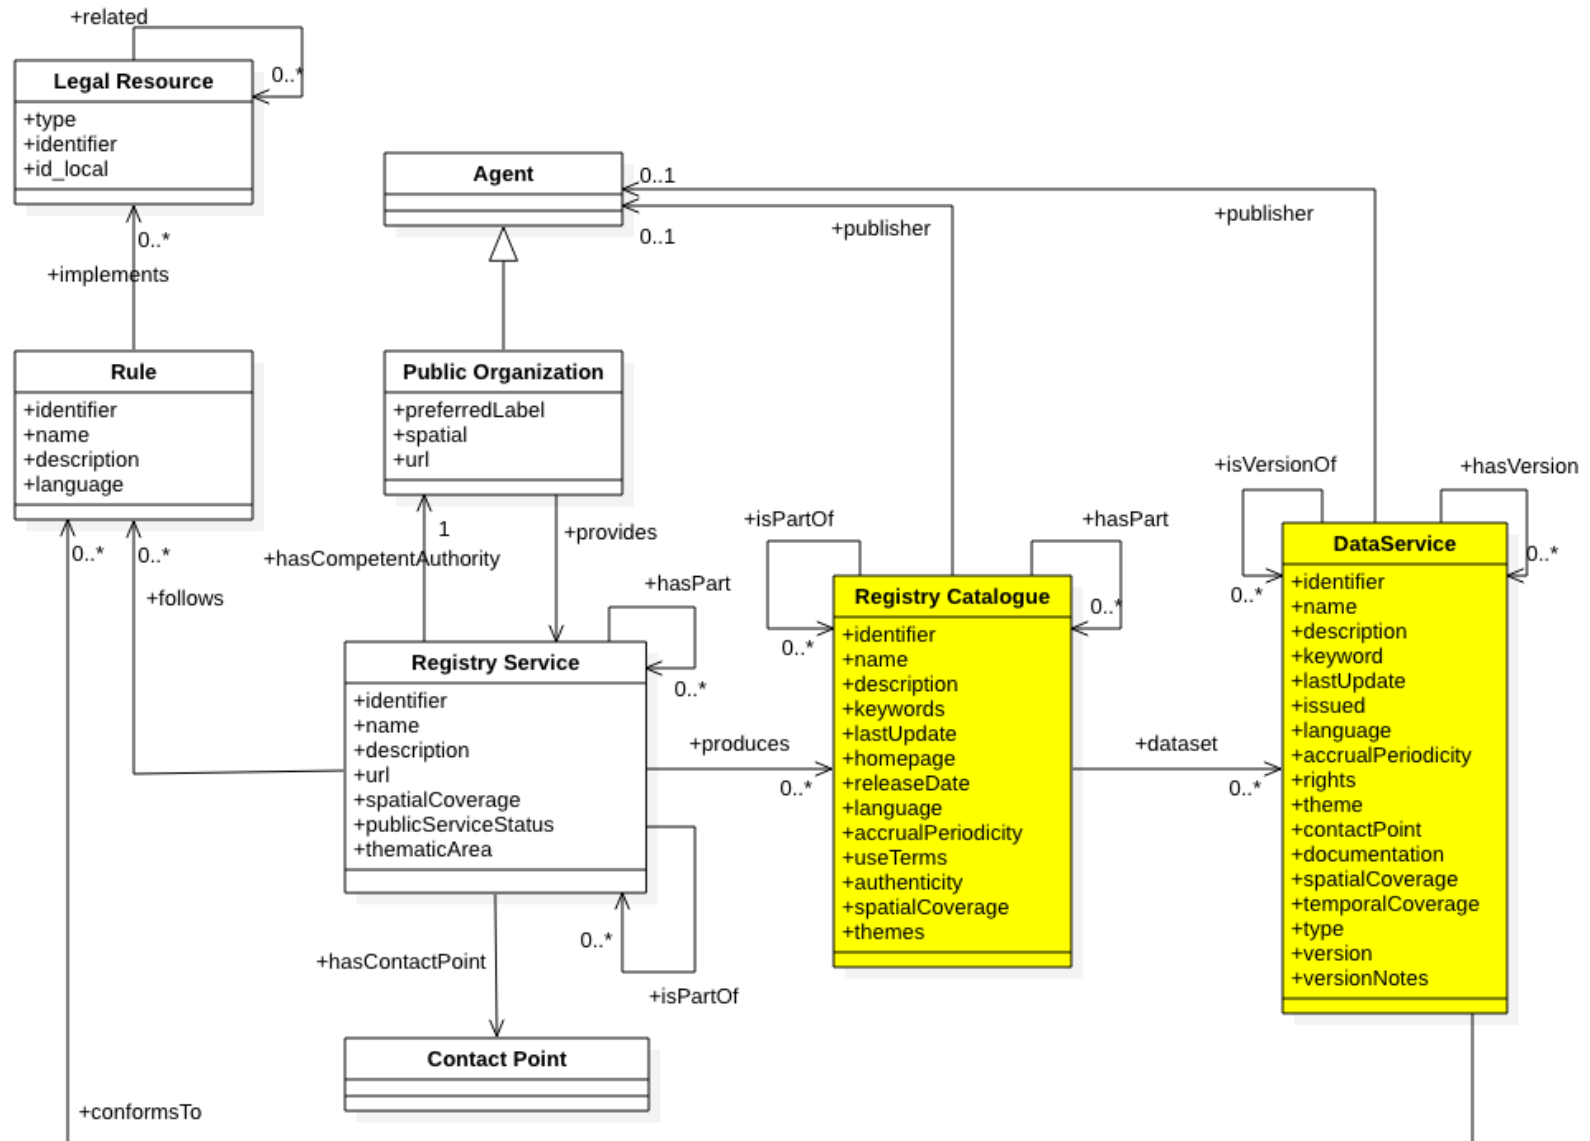 +related
0..*
Legal Resource
+type
+identifier
+id_local
0..*
+implements
Rule
+identifier
+name
+description
+language
0..*
0..*
+follows
+conformsTo
Agent
0..1
0..1
+publisher
+publisher
Public Organization
+preferredLabel
+spatial
+url
1
+provides
+hasCompetentAuthority
+hasPart
0..*
Registry Service
+identifier
+name
+description
+url
+spatialCoverage
+publicServiceStatus
+thematicArea
+produces
0..*
0..*
+isPartOf
+hasContactPoint
Contact Point
+isPartOf
0..*
+hasPart
0..*
Registry Catalogue
+identifier
+name
+description
+keywords
+lastUpdate
+homepage
+releaseDate
+language
+accrualPeriodicity
+useTerms
+authenticity
+spatialCoverage
+themes
+dataset
0..*
+isVersionOf
0..*
+hasVersion
0..*
DataService
+identifier
+name
+description
+keyword
+lastUpdate
+issued
+language
+accrualPeriodicity
+rights
+theme
+contactPoint
+documentation
+spatialCoverage
+temporalCoverage
+type
+version
+versionNotes